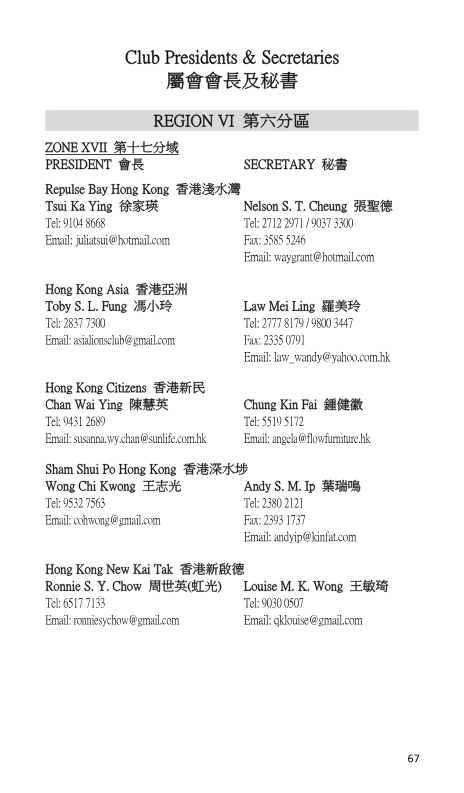 Club Presidents & Secretaries
屬會會長及秘書
REGION VI 第六分區
ZONE XVII 第十七分域
PRESIDENT 會長 SECRETARY 秘書
Repulse Bay Hong Kong 香港淺水灣
Tsui Ka Ying 徐家瑛 Nelson S. T. Cheung 張聖德
Tel: 9104 8668 Tel: 2712 2971 / 9037 3300
Email: juliatsui@hotmail.com Fax: 3585 5246
Email: waygrant@hotmail.com
Hong Kong Asia 香港亞洲
Toby S. L. Fung 馮小玲 Law Mei Ling 羅美玲
Tel: 2837 7300 Tel: 2777 8179 / 9800 3447
Email: asialionsclub@gmail.com Fax: 2335 0791
Email: law_wandy@yahoo.com.hk
Hong Kong Citizens 香港新民
Chan Wai Ying 陳慧英 Chung Kin Fai 鍾健徽
Tel: 9431 2689 Tel: 5519 5172
Email: susanna.wy.chan@sunlife.com.hk Email: angela@flowfurniture.hk
Sham Shui Po Hong Kong 香港深水埗
Wong Chi Kwong 王志光 Andy S. M. Ip 葉瑞鳴
Tel: 9532 7563 Tel: 2380 2121
Email: cohwong@gmail.com Fax: 2393 1737
Email: andyip@kinfat.com
Hong Kong New Kai Tak 香港新啟德
Ronnie S. Y. Chow 周世英(虹光) Louise M. K. Wong 王敏琦
Tel: 6517 7133 Tel: 9030 0507
Email: ronniesychow@gmail.com Email: qklouise@gmail.com
67